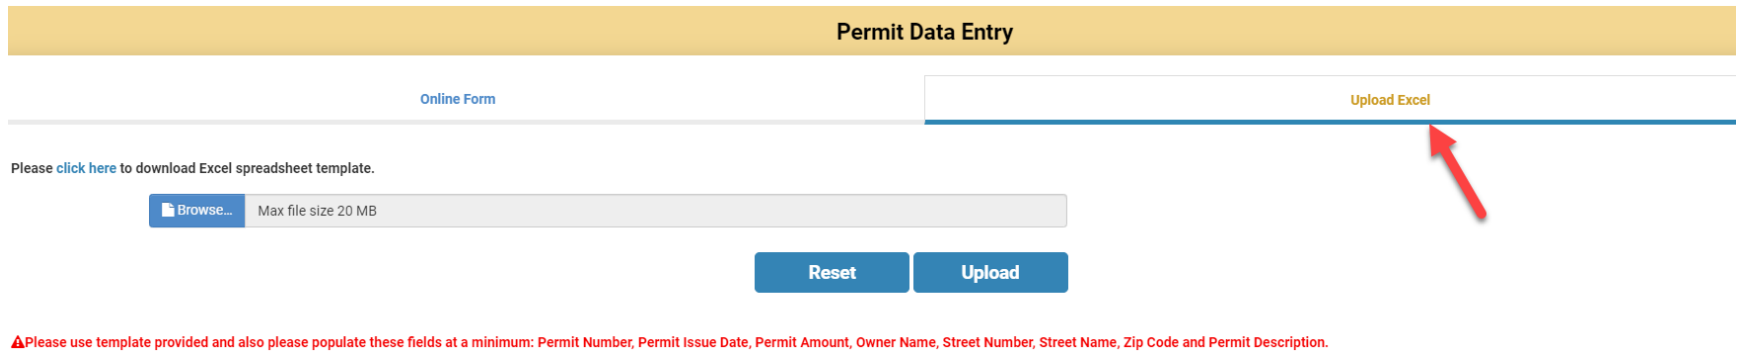 Permit Data Entry
Online Form
Upload Excel
Please click here to download Excel spreadsheet template.
Browse...
Max file size 20 MB
Reset
Upload
Please use template provided and also please populate these fields at a minimum: Permit Number, Permit Issue Date, Permit Amount, Owner Name, Street Number, Street Name, Zip Code and Permit Description.